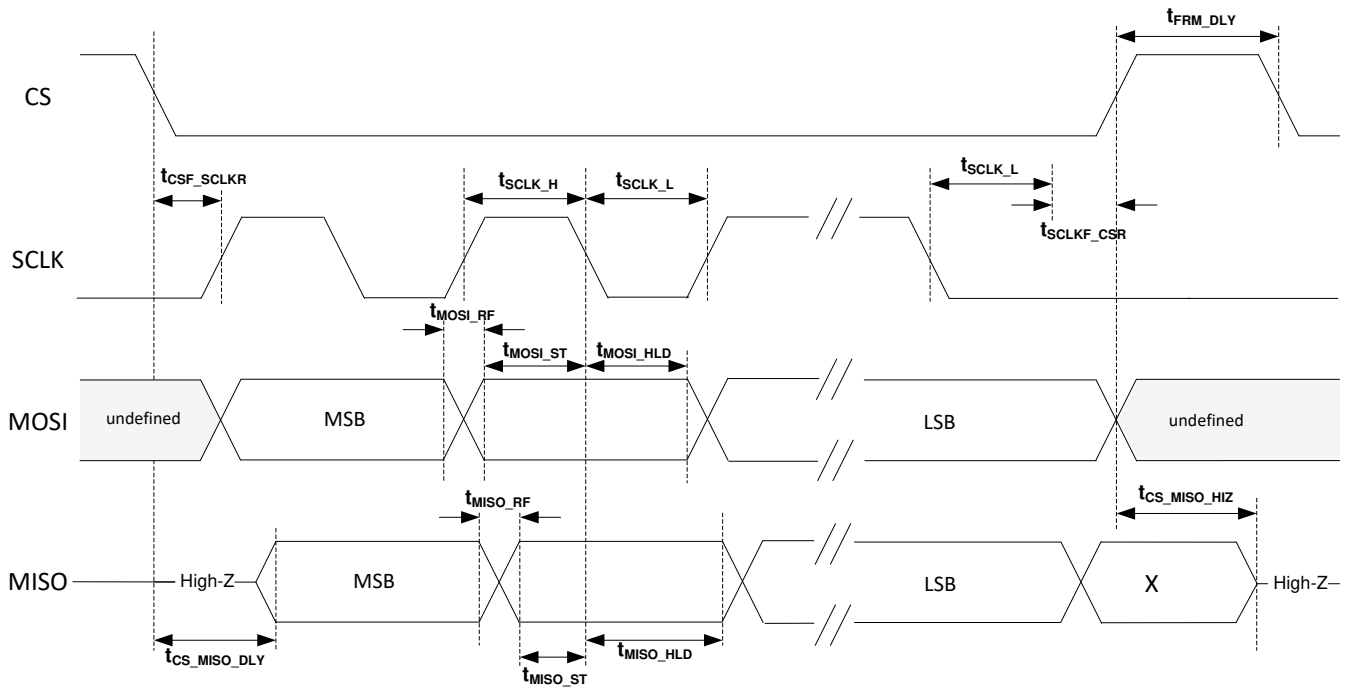 tFRM_DLY
CS
tCSF_SCLKR
tSCLK_H
tSCLK_L
tSCLK_L
tSCLKF_CSR
SCLK
tMOSI_RF
tMOSI_ST
tMOSI_HLD
MOSI
undefined
MSB
LSB
undefined
tMISO_RF
tCS_MISO_HIZ
MISO
High-Z
MSB
LSB
X
High-Z
tCS_MISO_DLY
tMISO_ST
tMISO_HLD